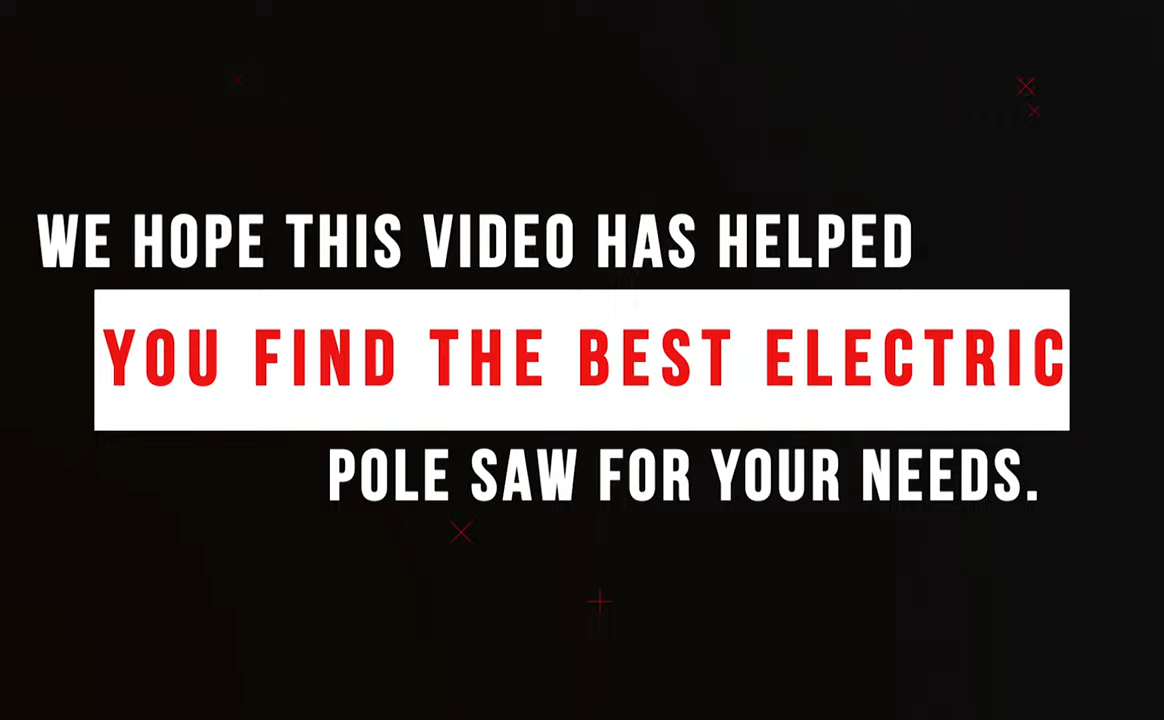 WE HOPE THIS VIDEO HAS HELPED
YOU FIND THE BEST ELECTRIC
POLE SAW FOR YOUR NEEDS.